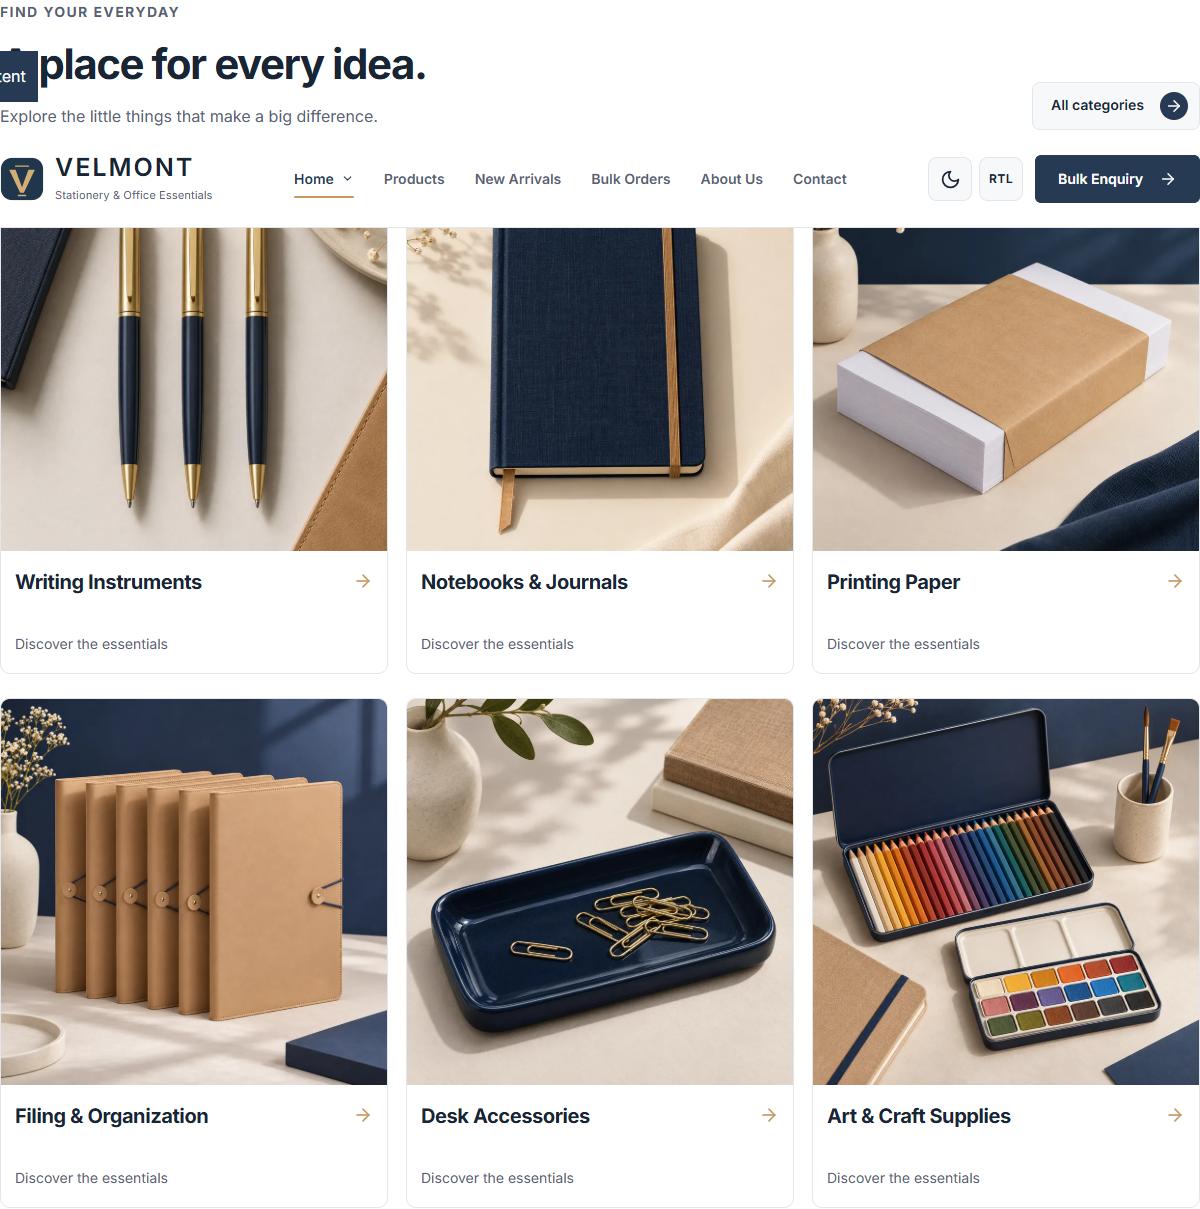 FIND YOUR EVERYDAY
place for every idea.
Explore the little things that make a big difference.
All categories
VELMONT
Stationery & Office Essentials
Home
Products
New Arrivals
Bulk Orders
About Us
Contact
RTL
Bulk Enquiry
Writing Instruments
Notebooks & Journals
Printing Paper
Discover the essentials
Discover the essentials
Discover the essentials
Filing & Organization
Desk Accessories
Art & Craft Supplies
Discover the essentials
Discover the essentials
Discover the essentials